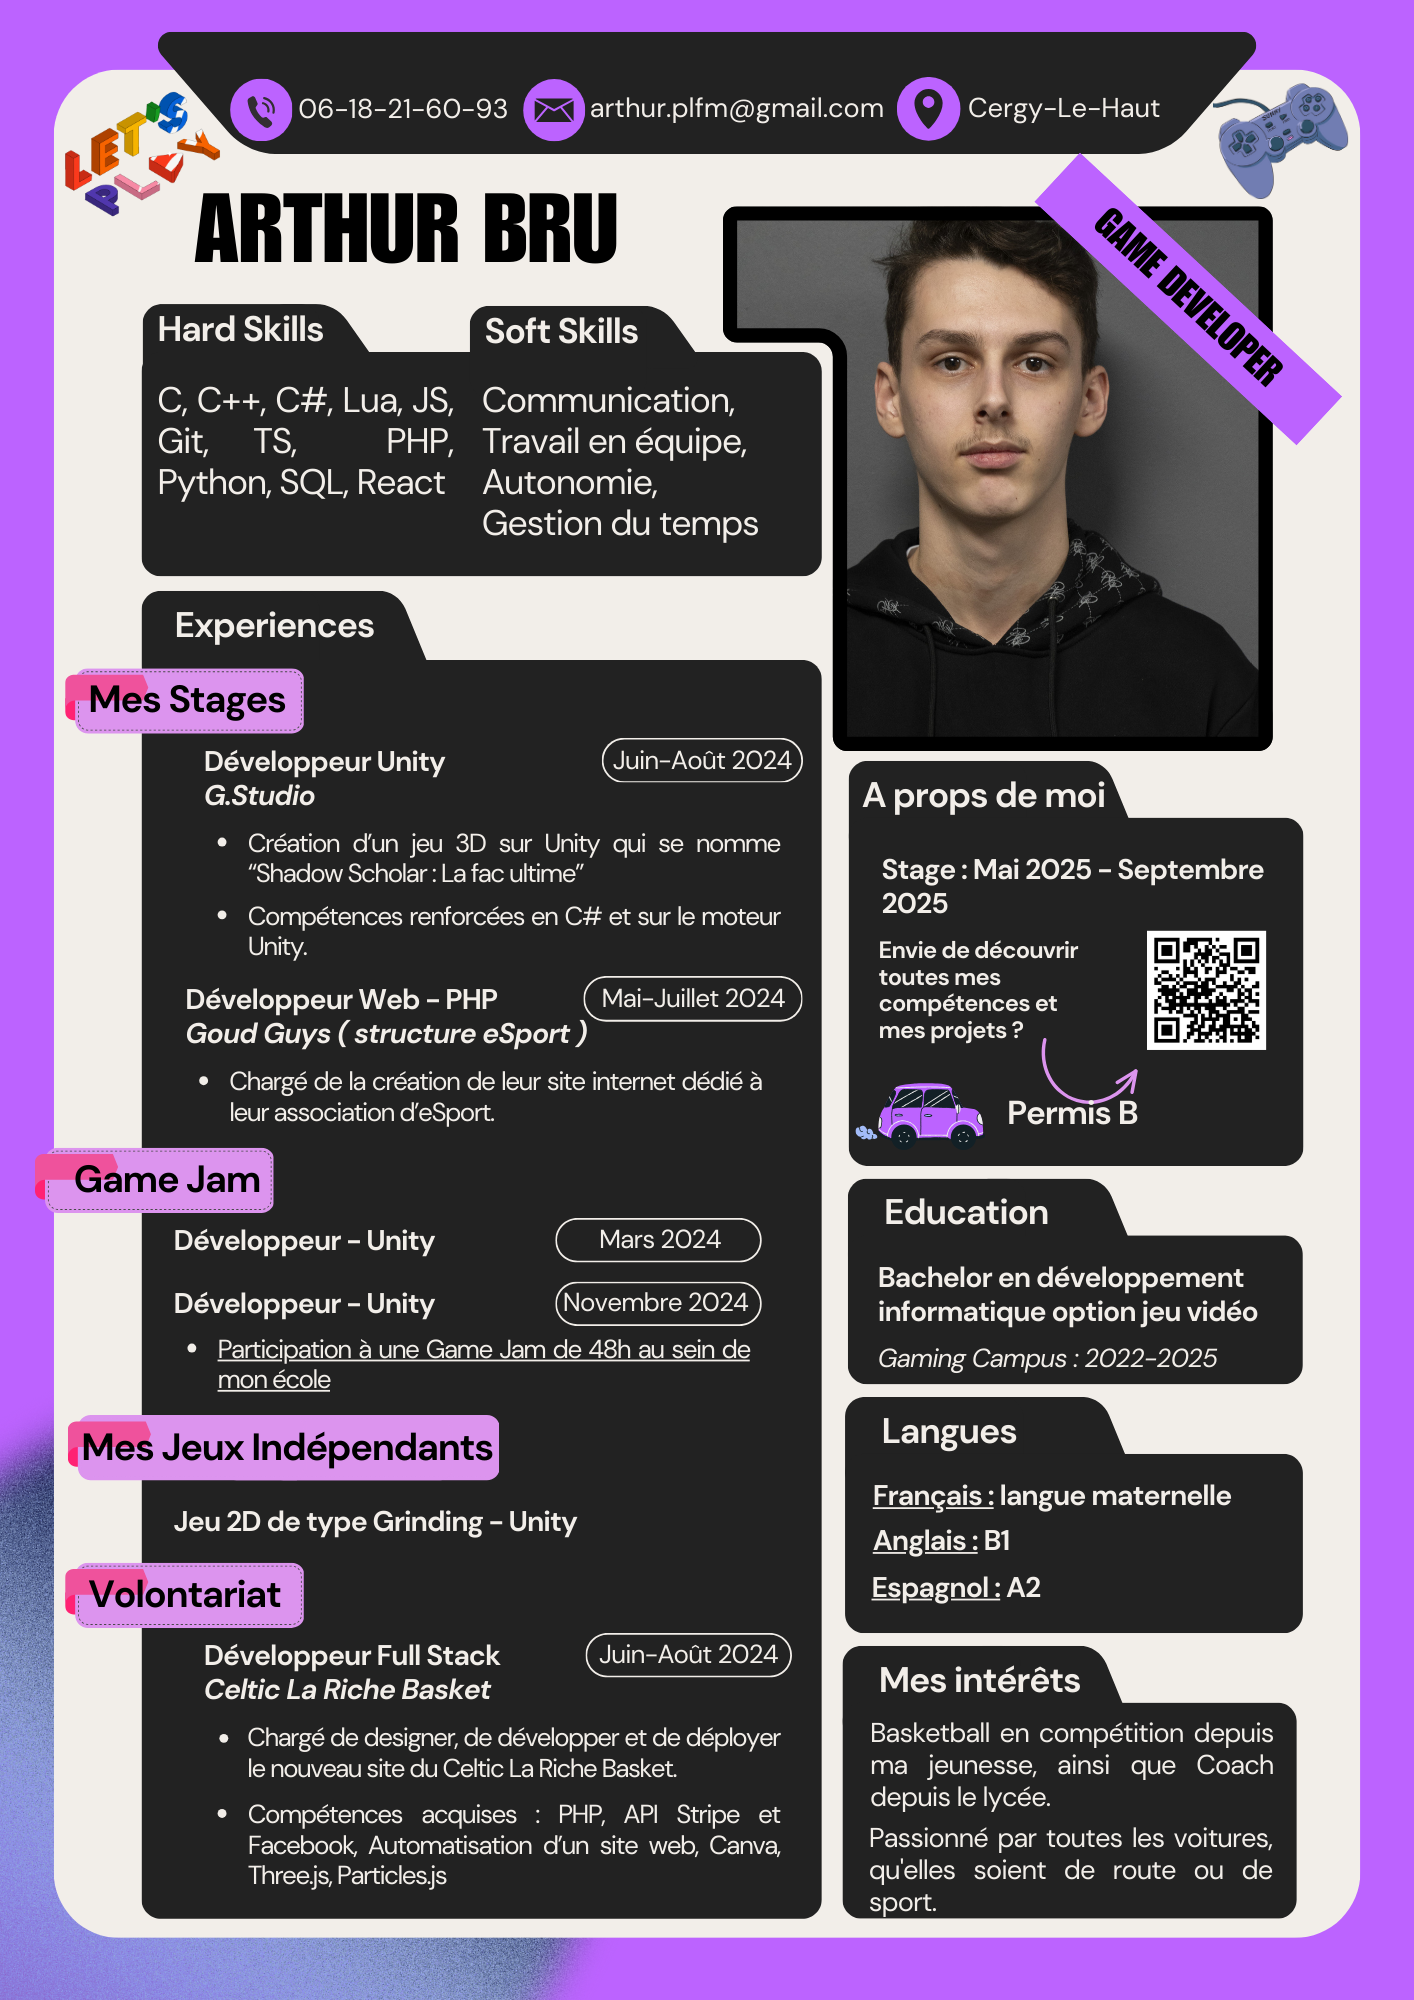 06-18-21-60-93
arthur.plfm@gmail.com
Cergy-Le-Haut
LET'S
PLAY
ARTHUR BRU
GAME DEVELOPER
Hard Skills
C, C++, C#, Lua, JS,
Git, TS, PHP,
Python, SQL, React
Soft Skills
Communication,
Travail en équipe,
Autonomie,
Gestion du temps
Experiences
Mes Stages
Développeur Unity
Juin-Août 2024
G.Studio
• Création d’un jeu 3D sur Unity qui se nomme
“Shadow Scholar : La fac ultime”
• Compétences renforcées en C# et sur le moteur
Unity.
Développeur Web - PHP
Mai-Juillet 2024
Goud Guys ( structure eSport )
• Chargé de la création de leur site internet dédié à
leur association d’eSport.
Game Jam
Développeur - Unity
Mars 2024
Développeur - Unity
Novembre 2024
• Participation à une Game Jam de 48h au sein de
mon école
Mes Jeux Indépendants
Jeu 2D de type Grinding - Unity
Volontariat
Développeur Full Stack
Juin-Août 2024
Celtic La Riche Basket
• Chargé de designer, de développer et de déployer
le nouveau site du Celtic La Riche Basket.
• Compétences acquises : PHP, API Stripe et
Facebook, Automatisation d’un site web, Canva,
Three.js, Particles.js
A props de moi
Stage : Mai 2025 - Septembre
2025
Envie de découvrir
toutes mes
compétences et
mes projets ?
Permis B
Education
Bachelor en développement
informatique option jeu vidéo
Gaming Campus : 2022-2025
Langues
Français : langue maternelle
Anglais : B1
Espagnol : A2
Mes intérêts
Basketball en compétition depuis
ma jeunesse, ainsi que Coach
depuis le lycée.
Passionné par toutes les voitures,
qu'elles soient de route ou de
sport.